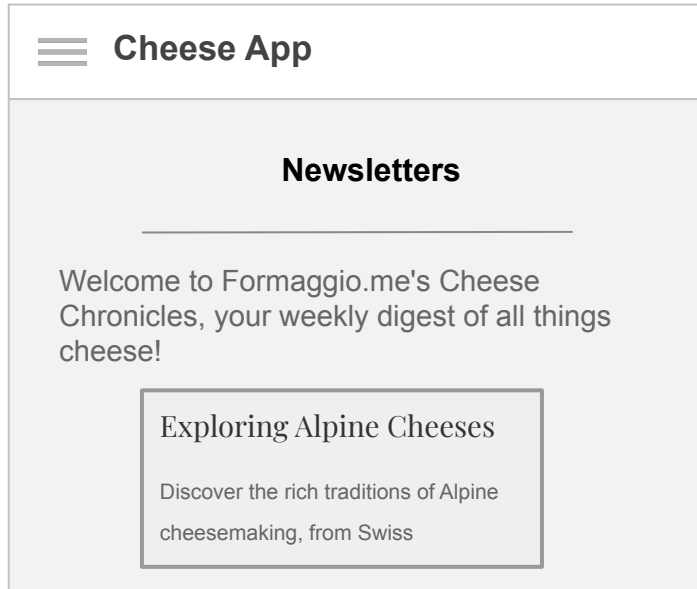 Cheese App
Newsletters
Welcome to Formaggio.me's Cheese
Chronicles, your weekly digest of all things
cheese!
Exploring Alpine Cheeses
Discover the rich traditions of Alpine
cheesemaking, from Swiss